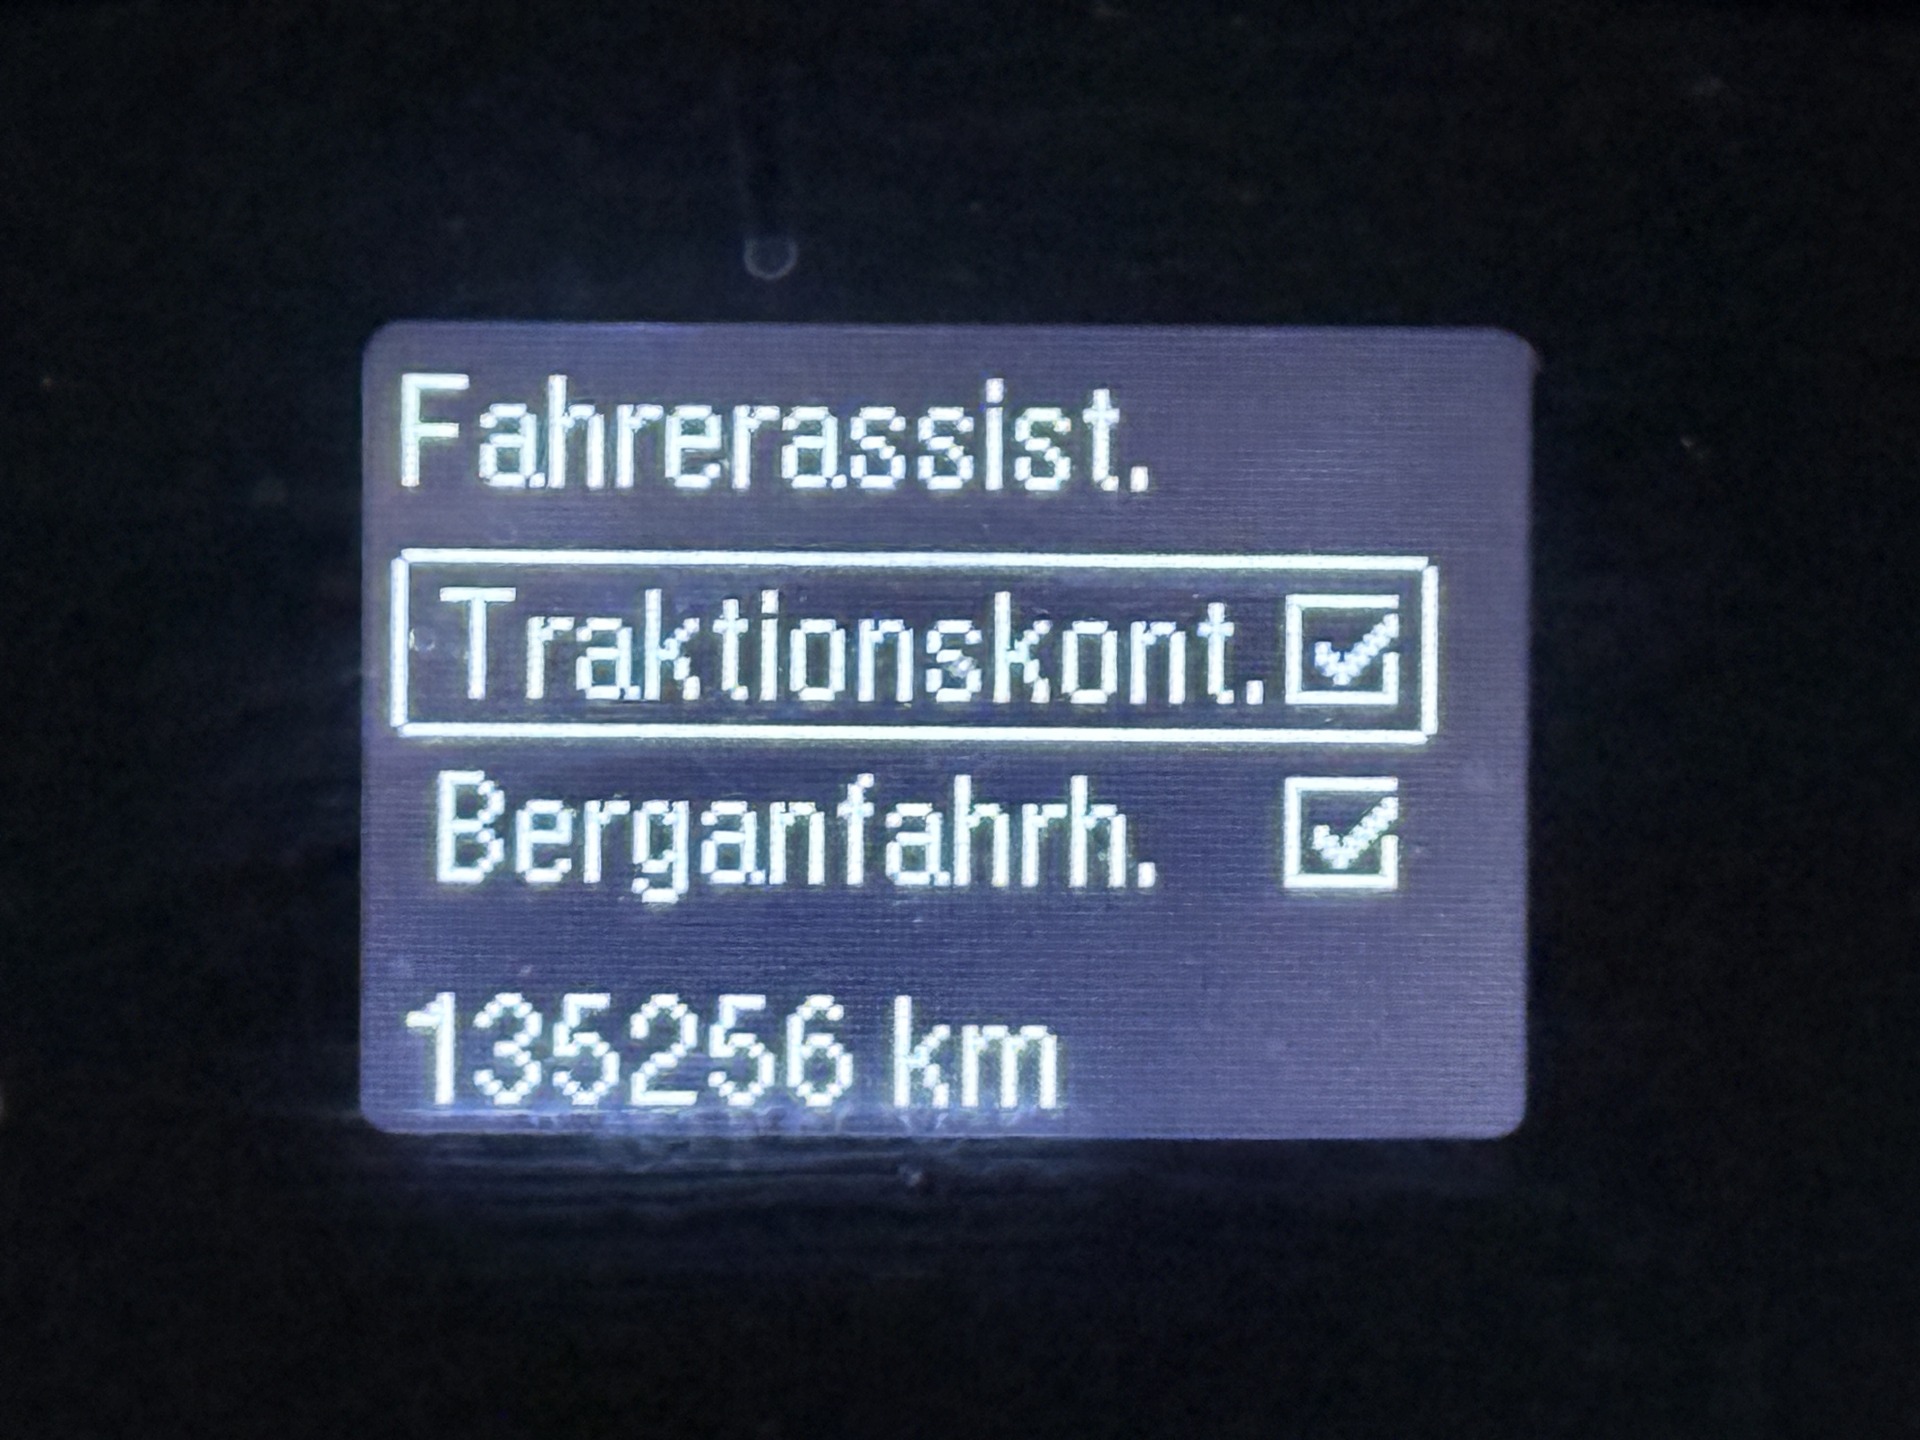 Fahrerassist.
Traktionskont.
Berganfahrh.
135256 km